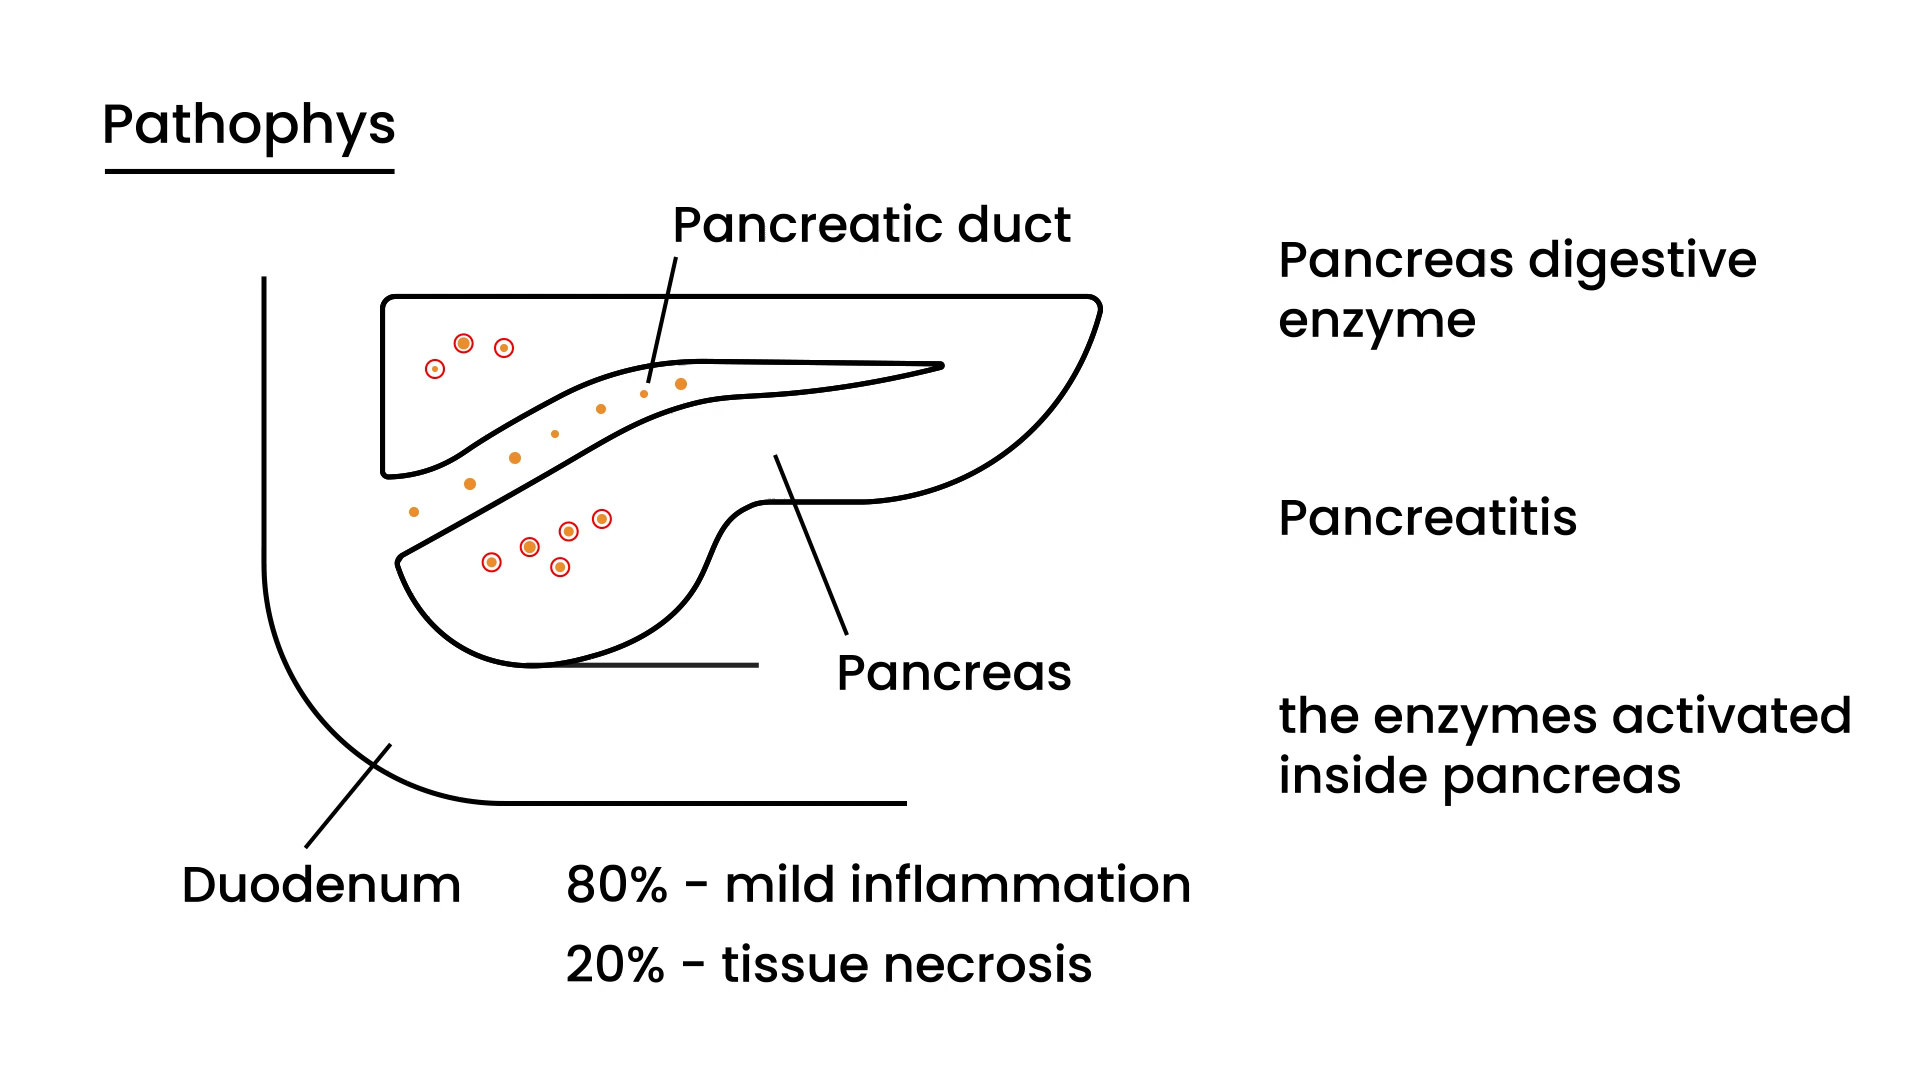 Pathophys
Pancreatic duct
Pancreas digestive
enzyme
Pancreatitis
Pancreas
the enzymes activated
inside pancreas
Duodenum
80% - mild inflammation
20% - tissue necrosis